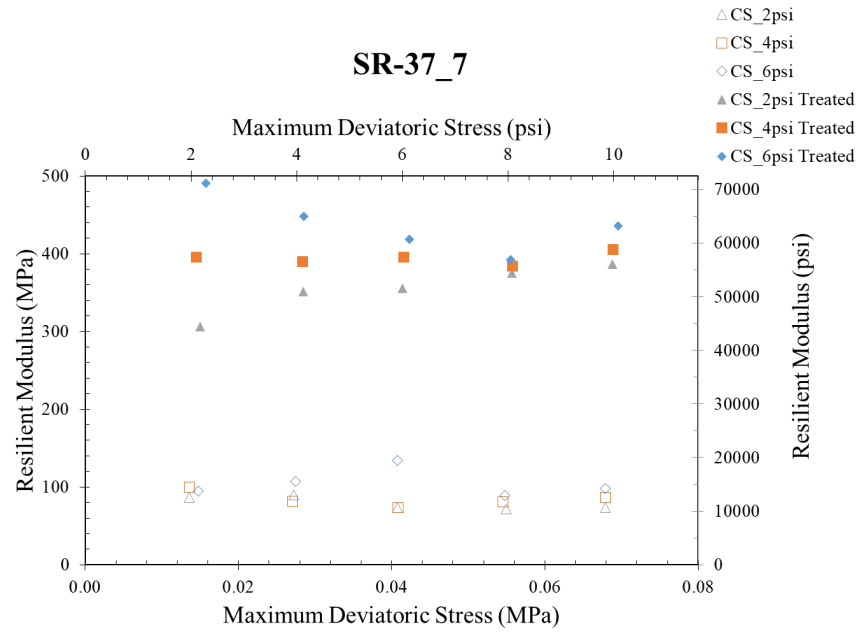 CS_2psi
CS_4psi
SR-37_7
CS_6psi
CS_2psi Treated
Maximum Deviatoric Stress (psi)
CS_4psi Treated
0 2 4 6 8 10
CS_6psi Treated
500
70000
400
60000
50000
300
40000
200
30000
20000
100
10000
0
0
Resilient Modulus (MPa)
Resilient Modulus (psi)
0.00 0.02 0.04 0.06 0.08
Maximum Deviatoric Stress (MPa)